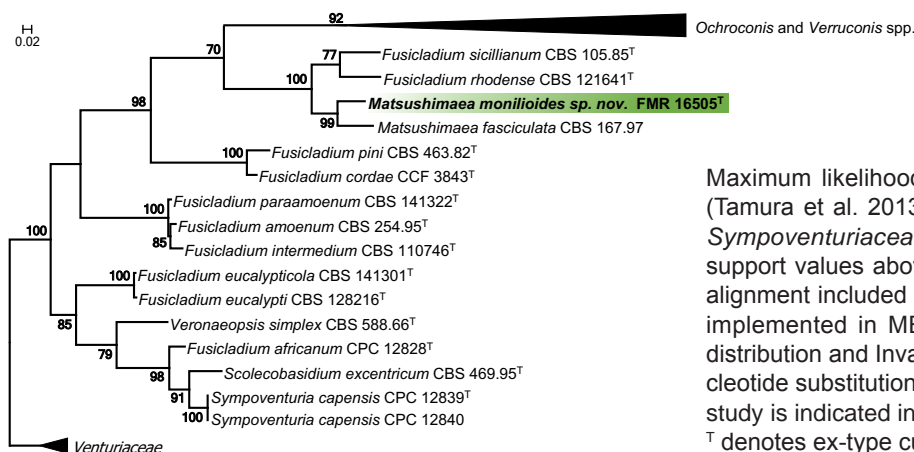 0.02
92
Ochroconis and Verruconis spp.
70
77
Fusicladium sicillianum CBS 105.85ᵀ
Fusicladium rhodense CBS 121641ᵀ
100
Matsushimaea monilioides sp. nov. FMR 16505ᵀ
99
Matsushimaea fasciculata CBS 167.97
98
100
Fusicladium pini CBS 463.82ᵀ
Fusicladium cordae CCF 3843ᵀ
Fusicladium paraamoenum CBS 141322ᵀ
100
Fusicladium amoenum CBS 254.95ᵀ
85
Fusicladium intermedium CBS 110746ᵀ
100
100
Fusicladium eucalypticola CBS 141301ᵀ
Fusicladium eucalypti CBS 128216ᵀ
85
Veronaeopsis simplex CBS 588.66ᵀ
79
Fusicladium africanum CPC 12828ᵀ
98
Scolecobasidium excentricum CBS 469.95ᵀ
91
Sympoventuria capensis CPC 12839ᵀ
100
Sympoventuria capensis CPC 12840
Venturiaceae
Maximum likelihood
(Tamura et al. 2013
Sympoventuriaceae
support values abov
alignment included
implemented in ME
distribution and Inva
cleotide substitution
study is indicated in
ᵀ denotes ex-type cu